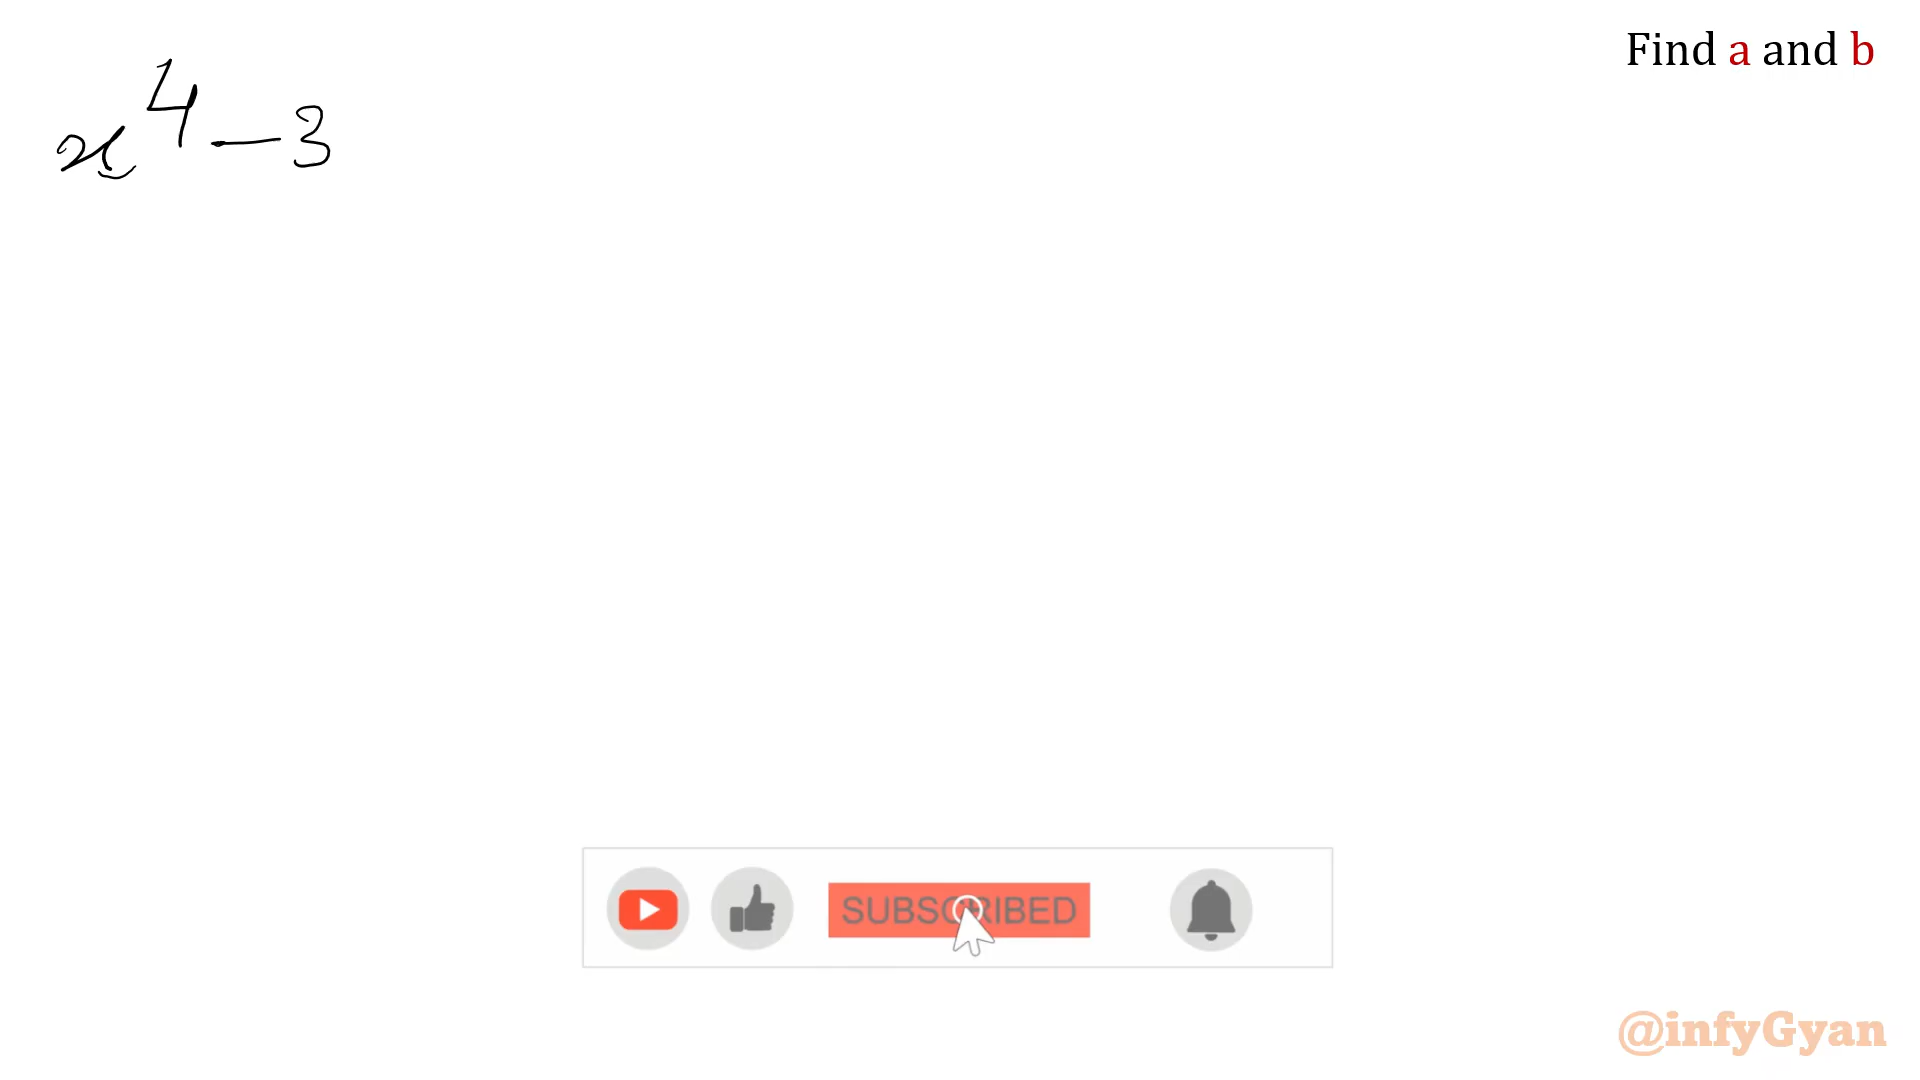 Find a and b
x⁴ – 3
SUBSCRIBED
@infyGyan